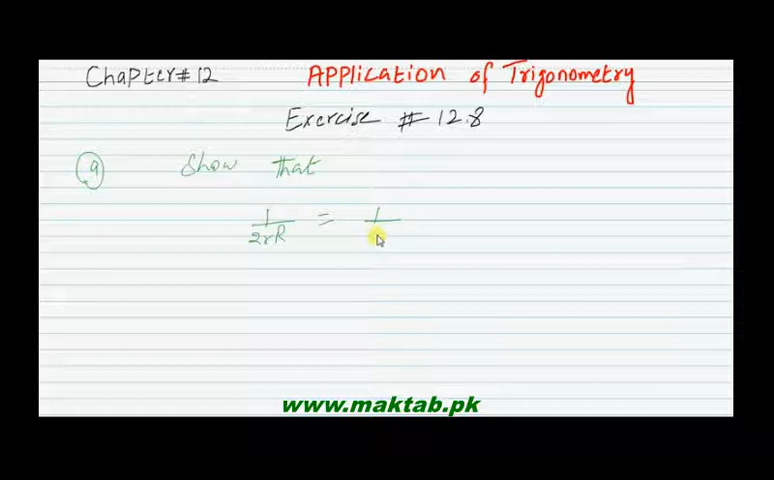 Chapter#12 Application of Trigonometry
Exercise # 12.8
9 Show that
1/2rR = 1/
www.maktab.pk